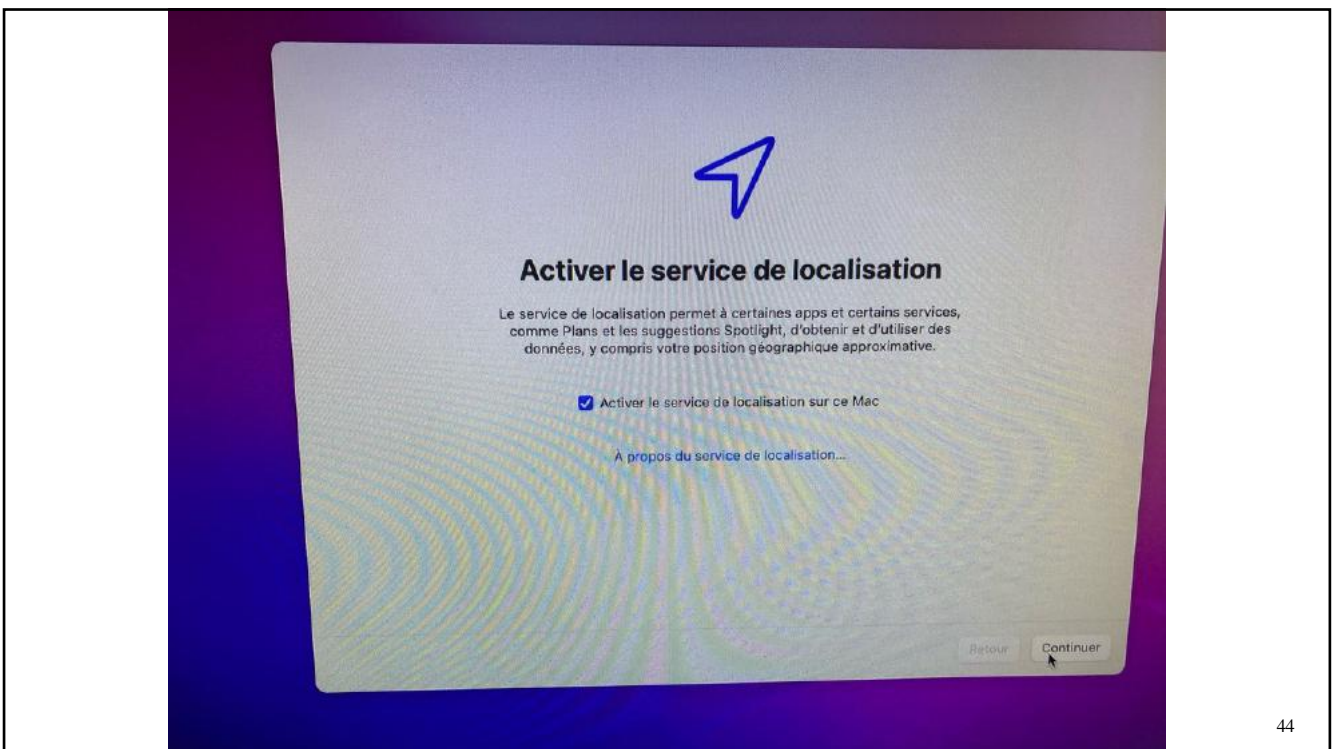 Activer le service de localisation
Le service de localisation permet à certaines apps et certains services,
comme Plans et les suggestions Spotlight, d'obtenir et d'utiliser des
données, y compris votre position géographique approximative.
Activer le service de localisation sur ce Mac
À propos du service de localisation...
Retour
Continuer
44